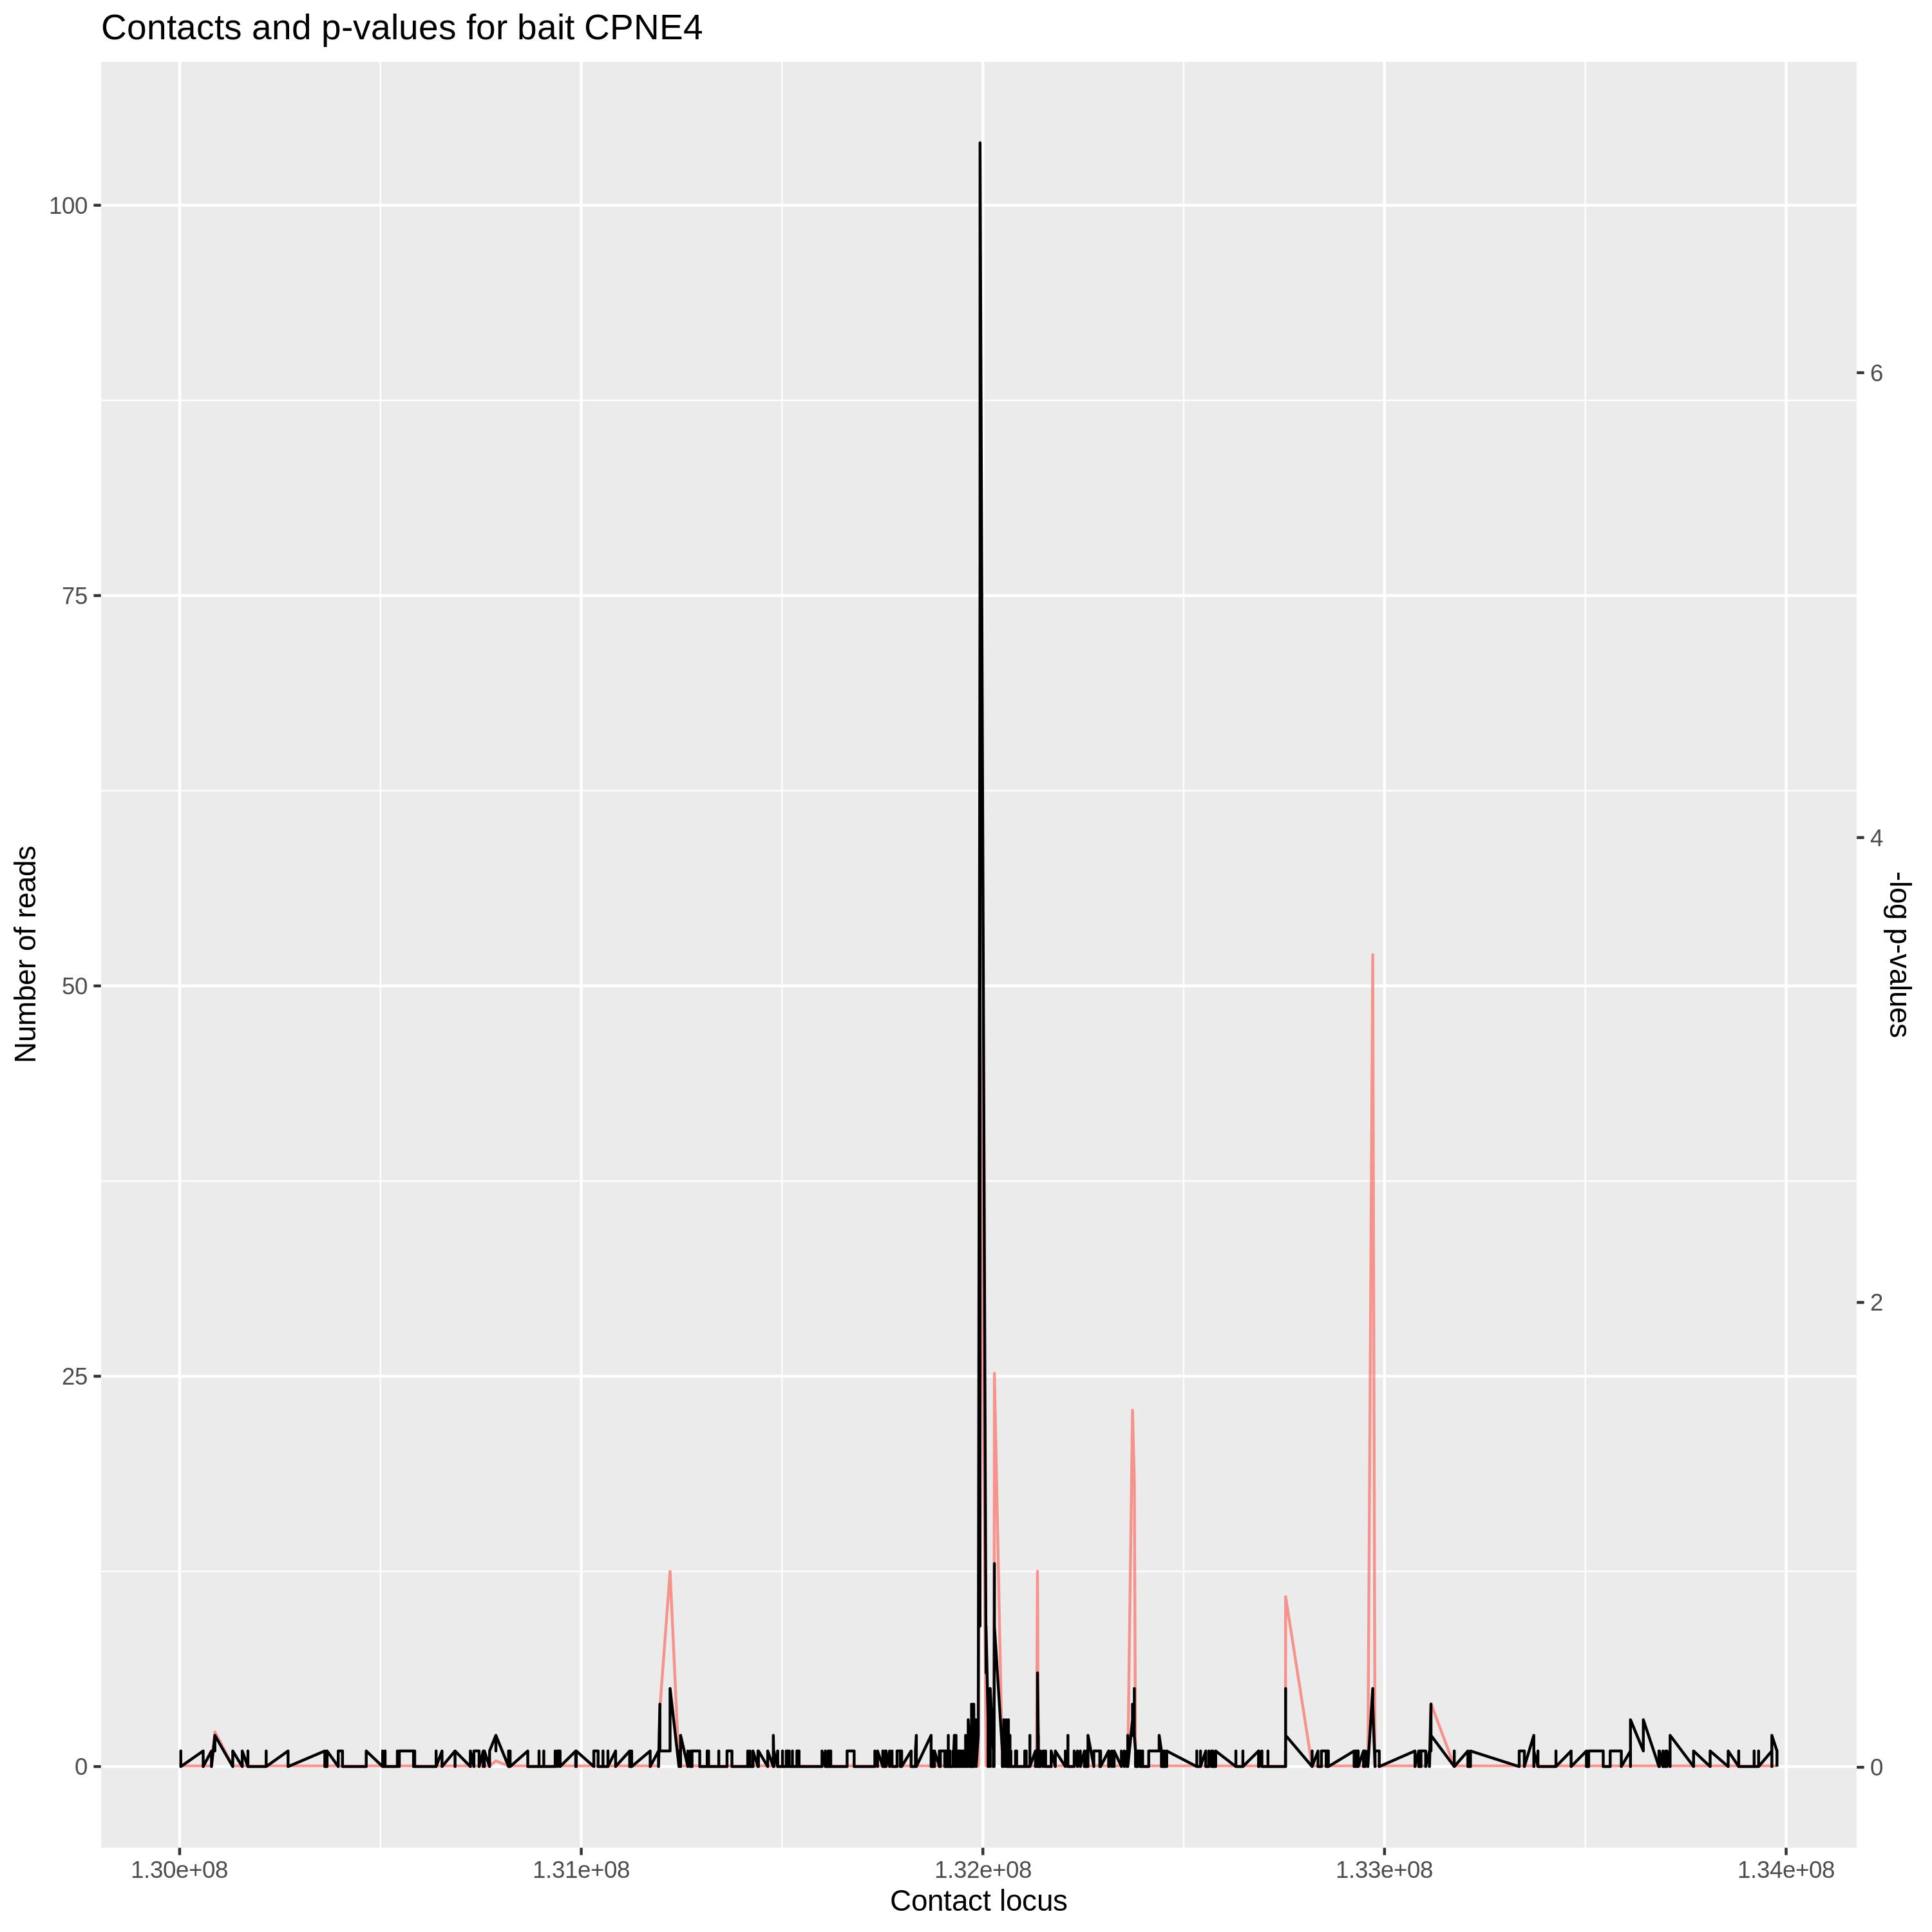 Contacts and p-values for bait CPNE4
100
75
50
25
0
Number of reads
6
4
2
0
-log p-values
1.30e+08
1.31e+08
1.32e+08
1.33e+08
1.34e+08
Contact locus